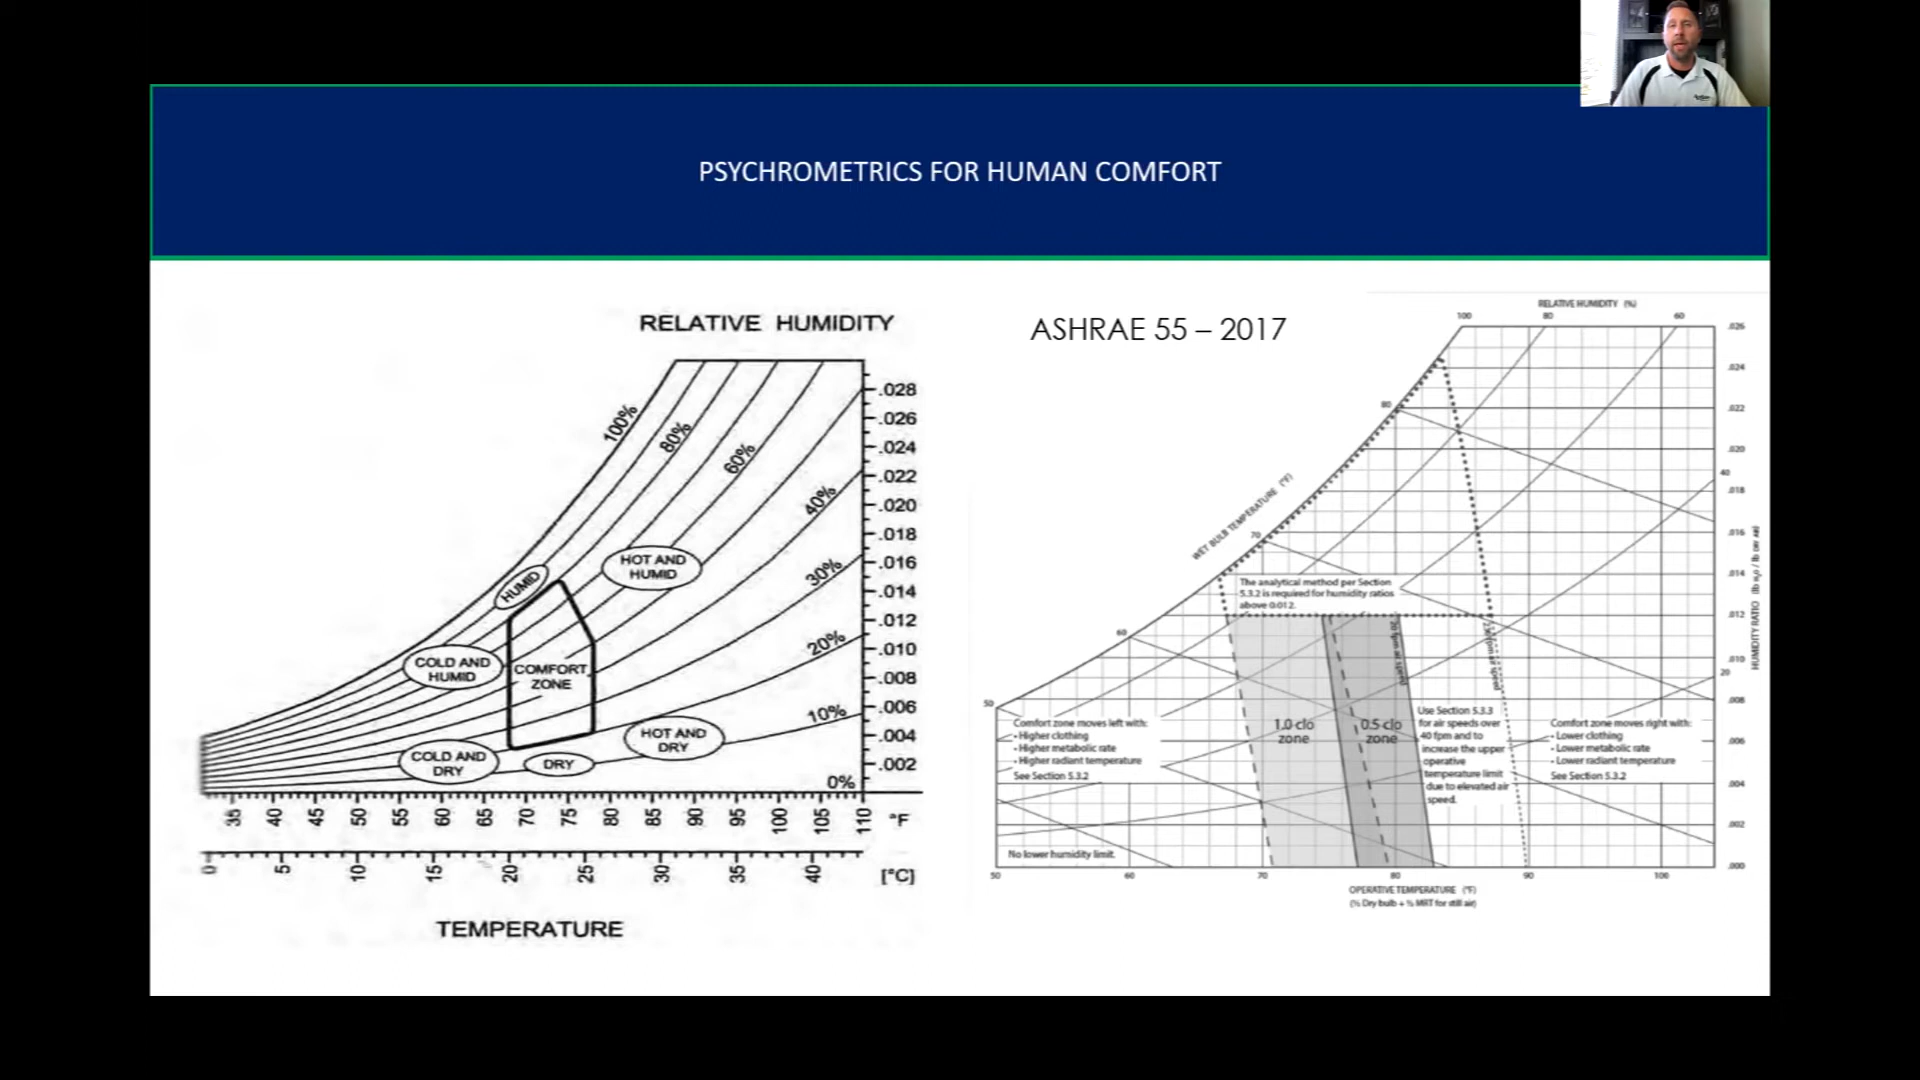 PSYCHROMETRICS FOR HUMAN COMFORT
RELATIVE HUMIDITY
100%
80%
60%
40%
30%
20%
10%
0%
HUMID
HOT AND
HUMID
COLD AND
HUMID
COMFORT
ZONE
HOT AND
DRY
COLD AND
DRY
DRY
.028
.026
.024
.022
.020
.018
.016
.014
.012
.010
.008
.006
.004
.002
35 40 45 50 55 60 65 70 75 80 85 90 95 100 105 110 °F
0 5 10 15 20 25 30 35 40 [°C]
TEMPERATURE
ASHRAE 55 – 2017
RELATIVE HUMIDITY (%)
100 80 60
.026
.024
.022
.020
40
.018
.016
.014
.012
.010
20
.008
.006
.004
.002
.000
HUMIDITY RATIO
WET BULB TEMPERATURE (°F)
80
70
60
50
The analytical method per Section
5.3.2 is required for humidity ratios
above 0.012.
20 fpm air speed
1.0 clo
zone
0.5 clo
zone
Comfort zone moves left with:
• Higher clothing
• Higher metabolic rate
• Higher radiant temperature
See Section 5.3.2
Use Section 5.3.3
for air speeds over
40 fpm and to
increase the upper
operative
temperature limit
due to elevated air
speed.
Comfort zone moves right with:
• Lower clothing
• Lower metabolic rate
• Lower radiant temperature
See Section 5.3.2
No lower humidity limit.
50 60 70 80 90 100
OPERATIVE TEMPERATURE (°F)
(½ Dry bulb + ½ MRT for still air)